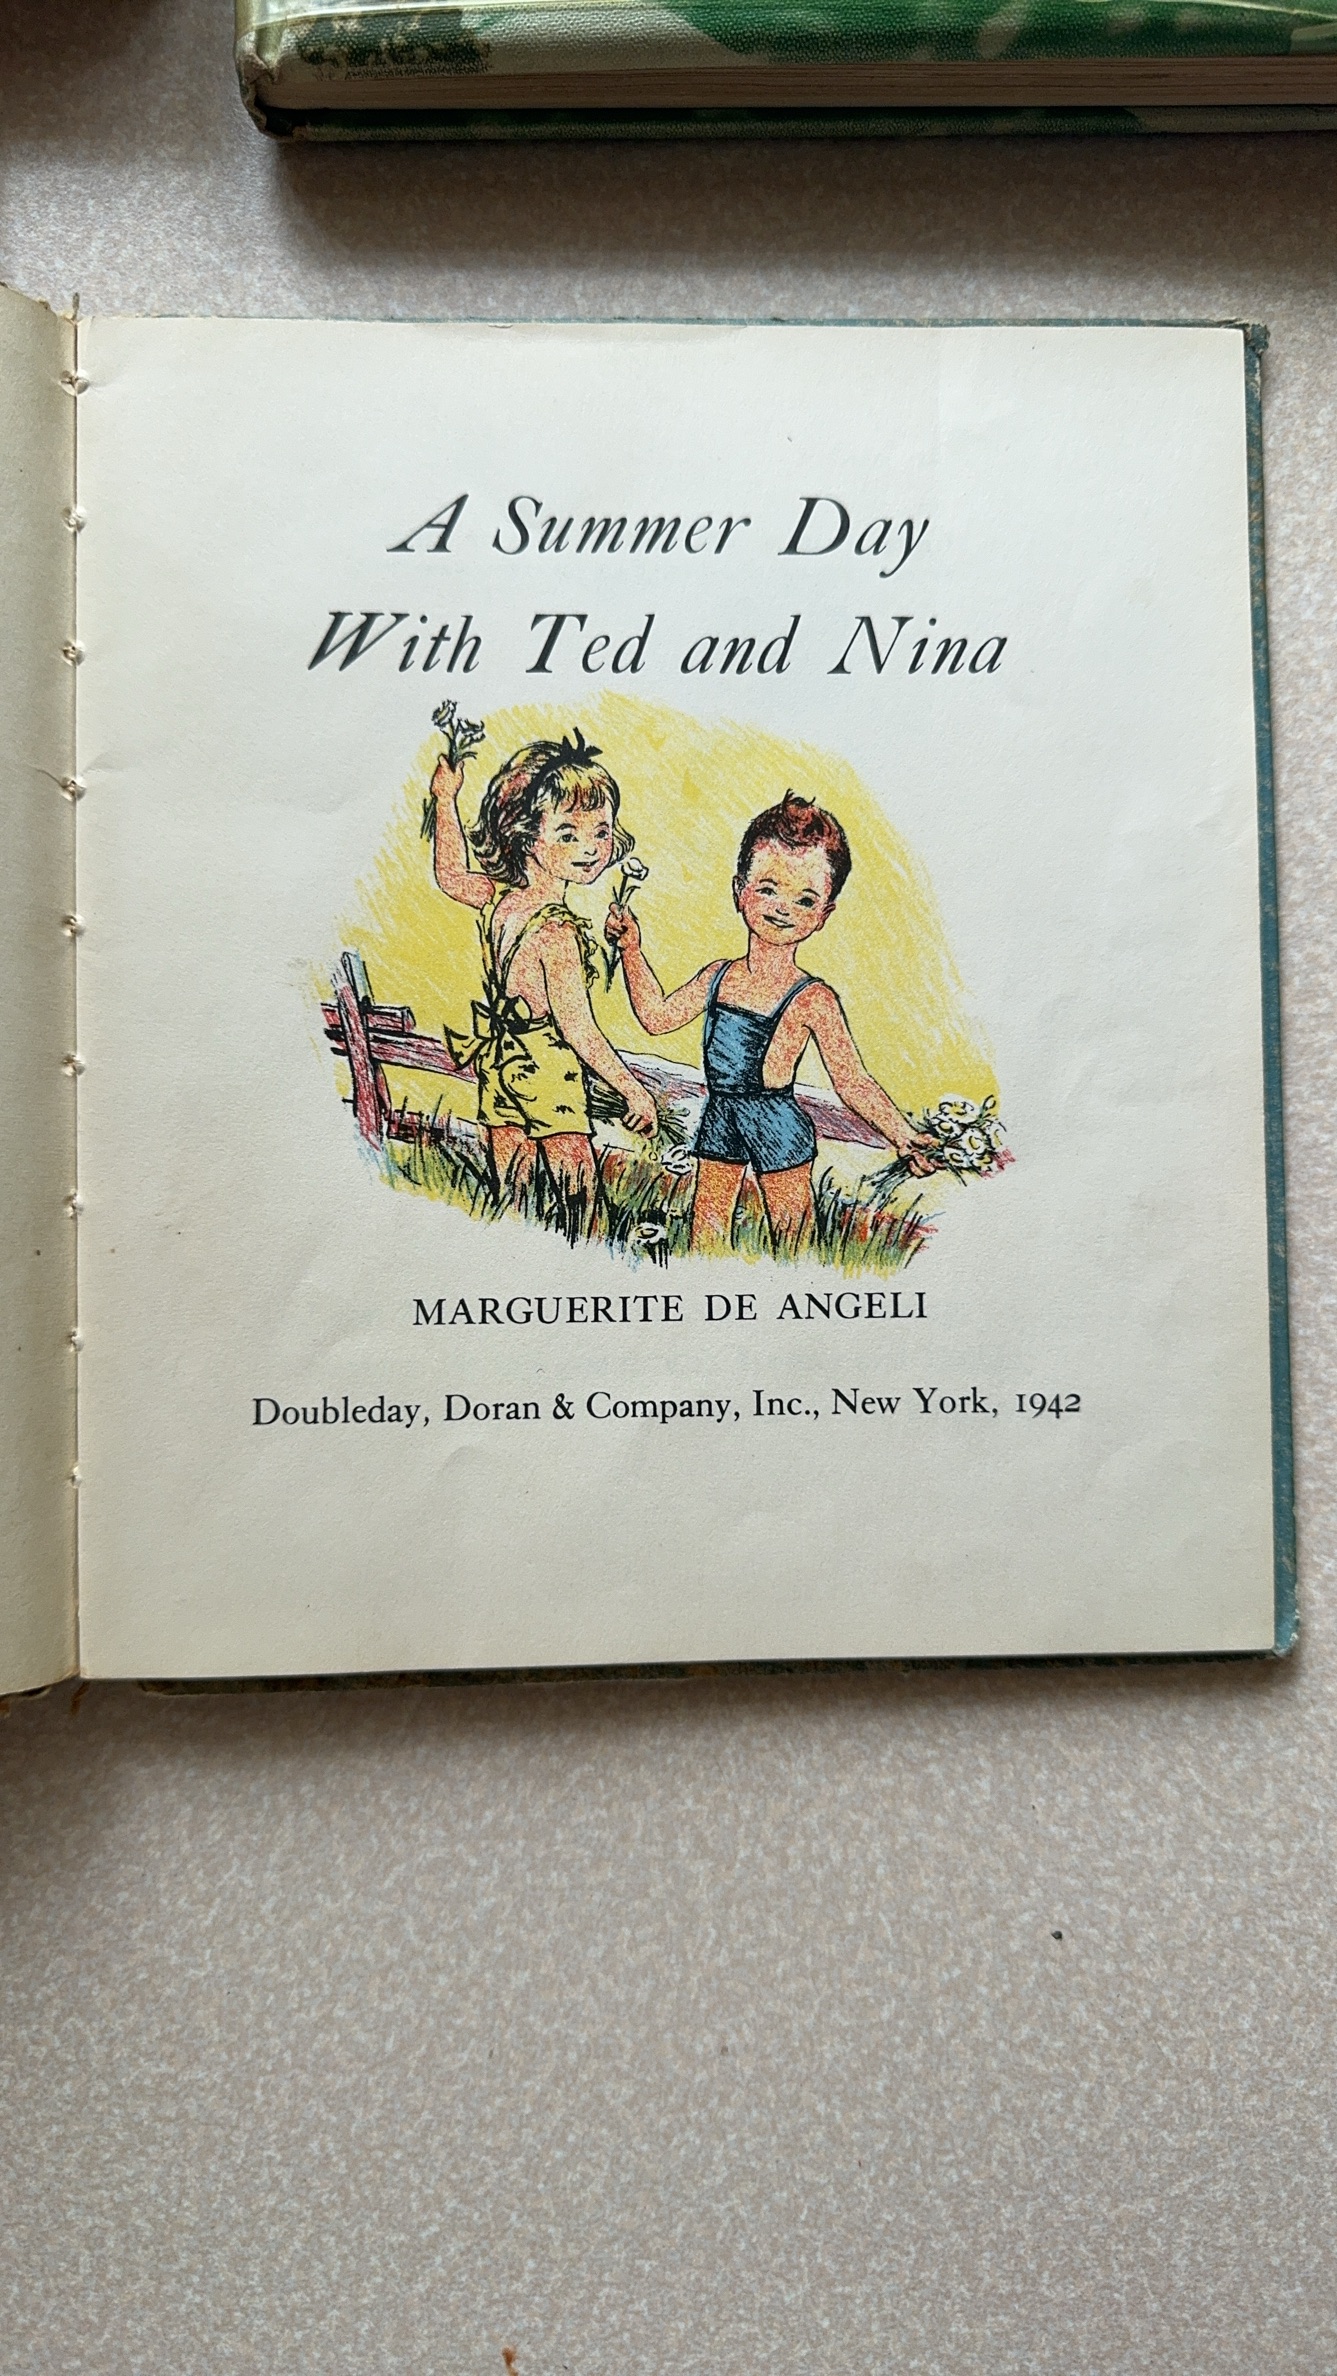 A Summer Day
With Ted and Nina
MARGUERITE DE ANGELI
Doubleday, Doran & Company, Inc., New York, 1942